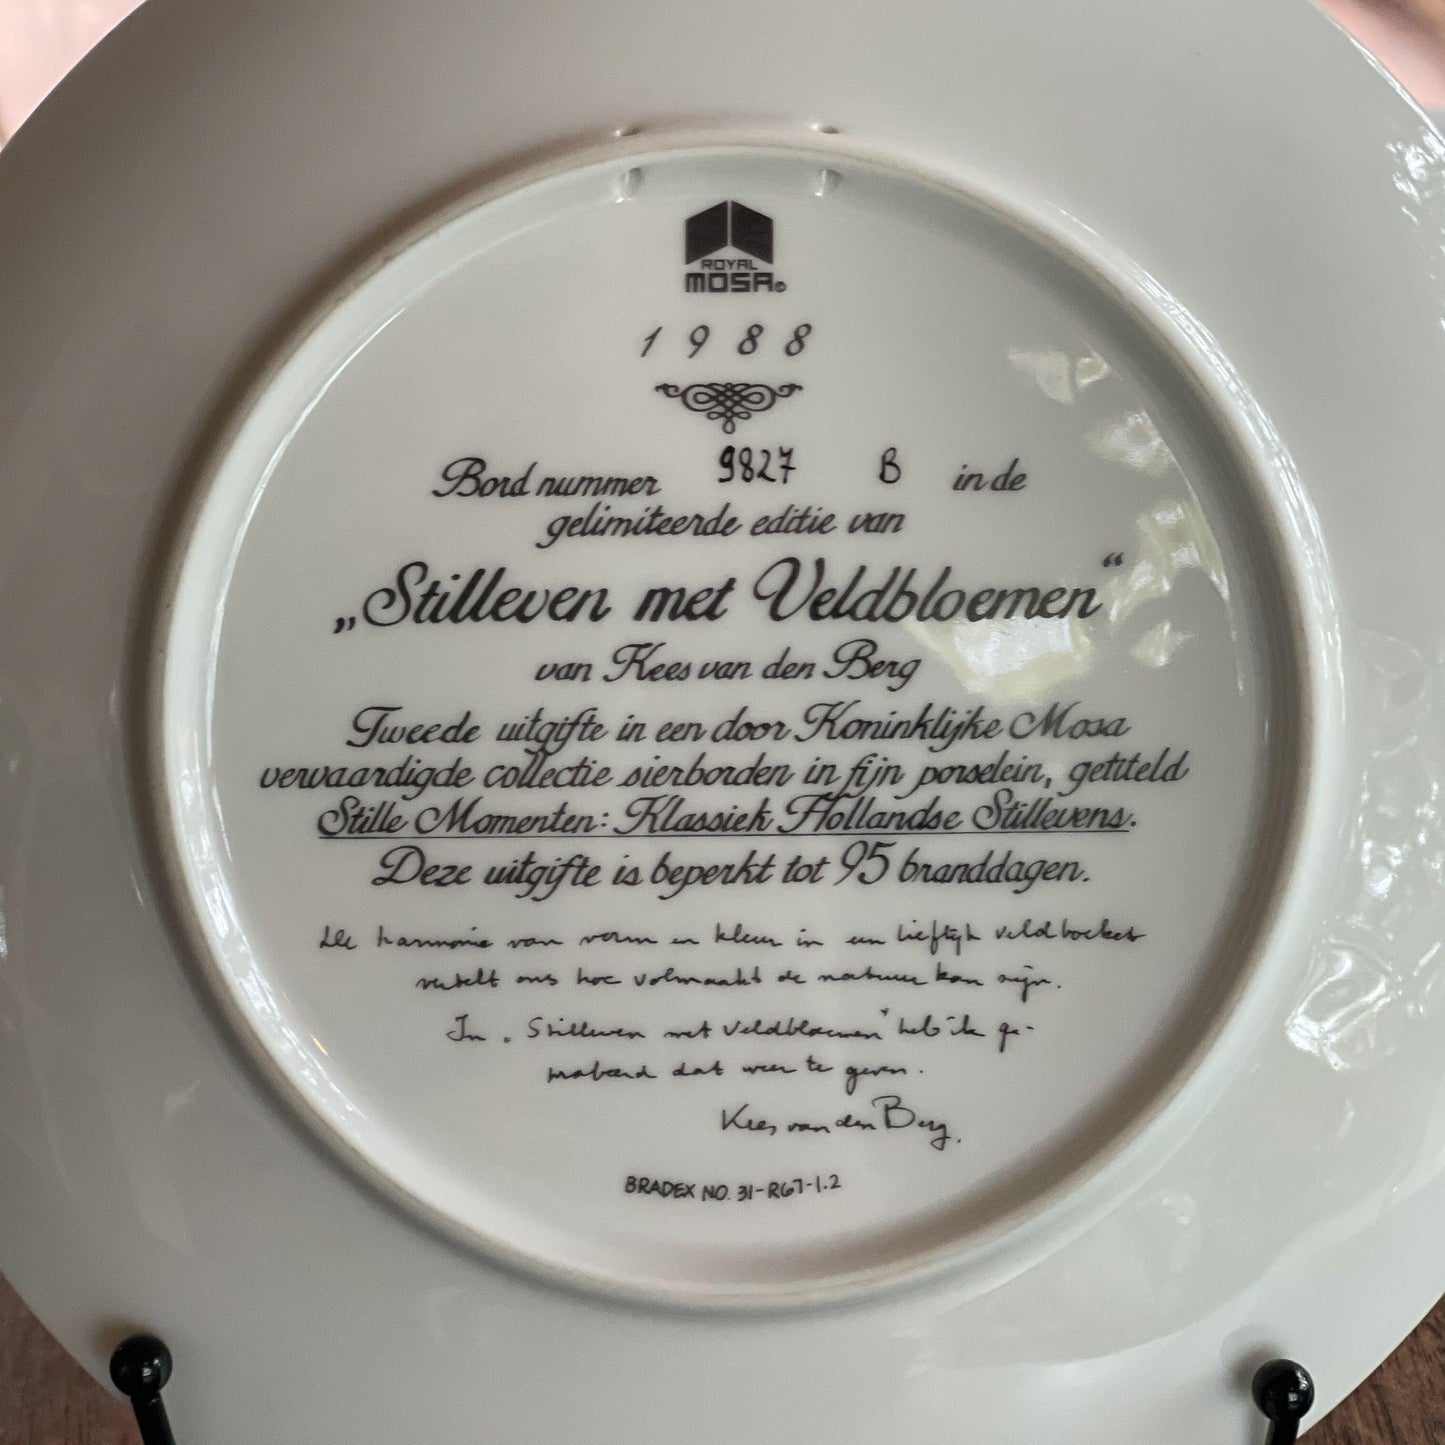 ROYAL
MOSA©
1988
Bord nummer 9827 B in de
gelimiteerde editie van
„Stilleven met Veldbloemen“
van Kees van den Berg
Tweede uitgifte in een door Koninklijke Mosa
vervaardigde collectie sierborden in fijn porselein, getiteld
Stille Momenten: Klassiek Hollandse Stillevens.
Deze uitgifte is beperkt tot 95 branddagen.
De harmonie van vorm en kleur in een lieflijk veldboeket
vertelt ons hoe volmaakt de natuur kan zijn.
In „Stilleven met Veldbloemen" heb ik ge-
probeerd dat weer te geven.
Kees van den Berg.
BRADEX NO. 31-R67-1.2